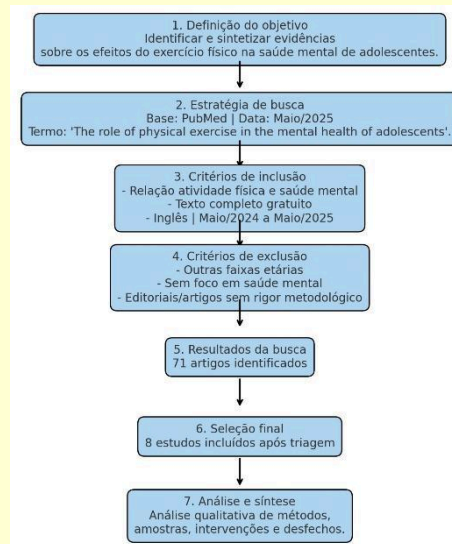 1. Definição do objetivo
Identificar e sintetizar evidências
sobre os efeitos do exercício físico na saúde mental de adolescentes.
2. Estratégia de busca
Base: PubMed | Data: Maio/2025
Termo: 'The role of physical exercise in the mental health of adolescents'.
3. Critérios de inclusão
- Relação atividade física e saúde mental
- Texto completo gratuito
- Inglês | Maio/2024 a Maio/2025
4. Critérios de exclusão
- Outras faixas etárias
- Sem foco em saúde mental
- Editoriais/artigos sem rigor metodológico
5. Resultados da busca
71 artigos identificados
6. Seleção final
8 estudos incluídos após triagem
7. Análise e síntese
Análise qualitativa de métodos,
amostras, intervenções e desfechos.